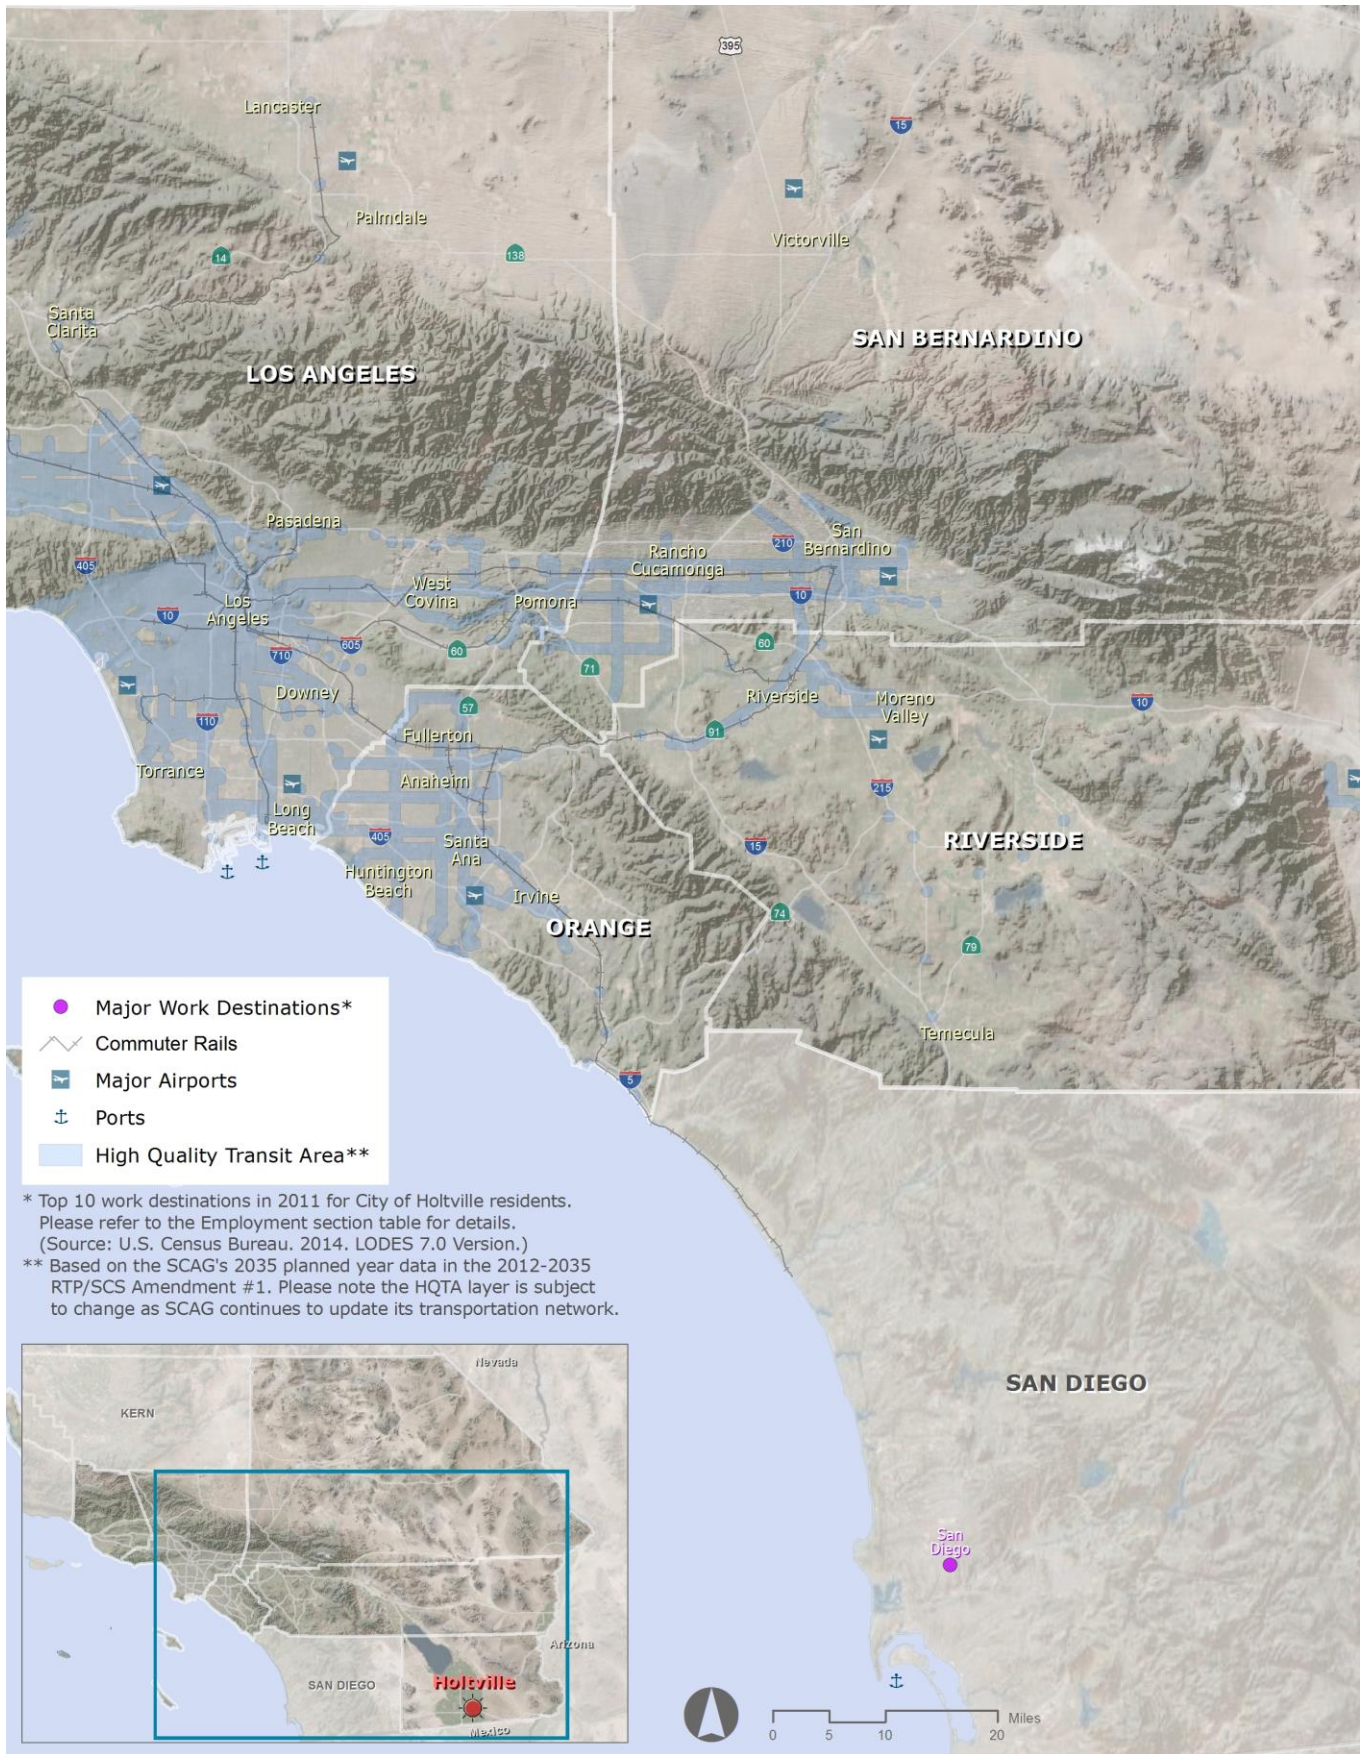 395
Lancaster
15
Palmdale
Victorville
14
138
Santa
Clarita
SAN BERNARDINO
LOS ANGELES
Pasadena
210
San
Bernardino
Rancho
Cucamonga
405
West
Covina
Pomona
10
Los
Angeles
10
605
710
60
60
71
Downey
57
Riverside
Moreno
Valley
10
110
Fullerton
91
Torrance
Anaheim
215
Long
Beach
405
Santa
Ana
15
RIVERSIDE
Huntington
Beach
Irvine
ORANGE
74
79
Temecula
5
Major Work Destinations*
Commuter Rails
Major Airports
Ports
High Quality Transit Area**
* Top 10 work destinations in 2011 for City of Holtville residents.
Please refer to the Employment section table for details.
(Source: U.S. Census Bureau. 2014. LODES 7.0 Version.)
** Based on the SCAG's 2035 planned year data in the 2012-2035
RTP/SCS Amendment #1. Please note the HQTA layer is subject
to change as SCAG continues to update its transportation network.
SAN DIEGO
San
Diego
Nevada
KERN
Arizona
SAN DIEGO
Holtville
Mexico
0 5 10 20 Miles